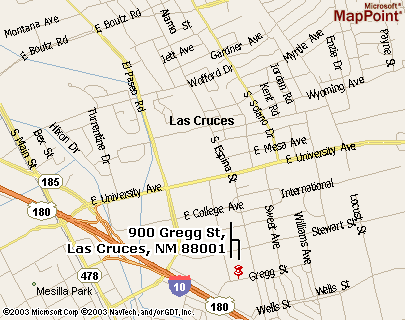 Microsoft®
MapPoint®
Montana Ave
E Boutz Rd
E Boutz Rd
Alamo St
Jett Ave
Gardner Ave
Myrtle Ave
Enzie Dr
Payne St
El Paseo Rd
Wofford Dr
Jordan Rd
Kent Rd
Wyoming Ave
S Solano Dr
Las Cruces
Turrentine Dr
Hixon Dr
Bec St
S Main St
S Espina St
E Mesa Ave
E University Ave
185
E University Ave
International
180
E College Ave
Sweet Ave
Williams Ave
Locust St
Stewart St
900 Gregg St,
Las Cruces, NM 88001
478
Gregg St
Mesilla Park
10
180
Wells St
Wells St
©2003 Microsoft Corp ©2003 NavTech, and/or GDT, Inc.